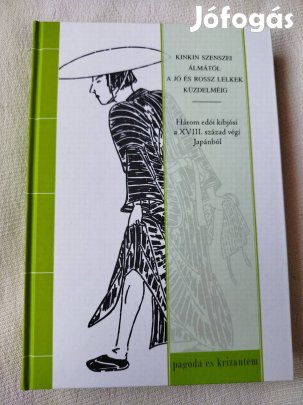 Jófogás
KINKIN SZENSZEI
ÁLMÁTÓL
A JÓ ÉS ROSSZ LELKEK
KÜZDELMÉIG
Három edói kibjósi
a XVIII. század végi
Japánból
pagoda és krizantém